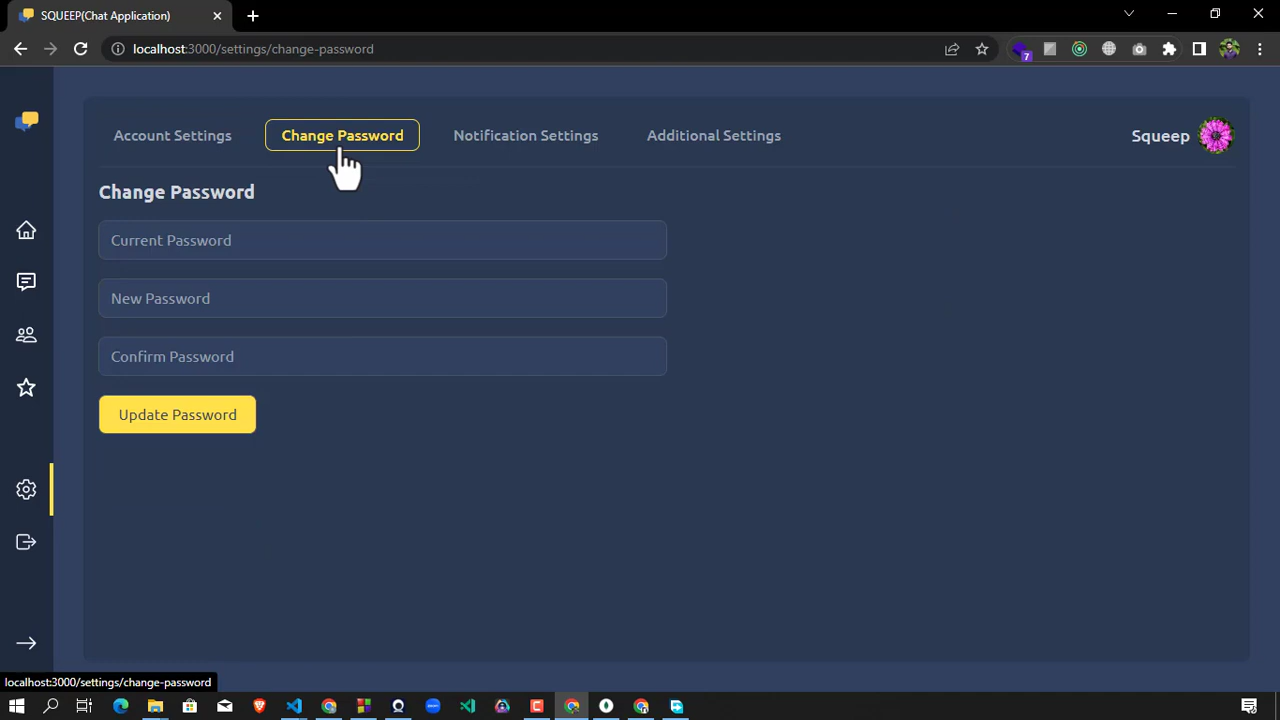 SQUEEP(Chat Application)
localhost:3000/settings/change-password
7
Account Settings
Change Password
Notification Settings
Additional Settings
Squeep
Change Password
Current Password
New Password
Confirm Password
Update Password
localhost:3000/settings/change-password